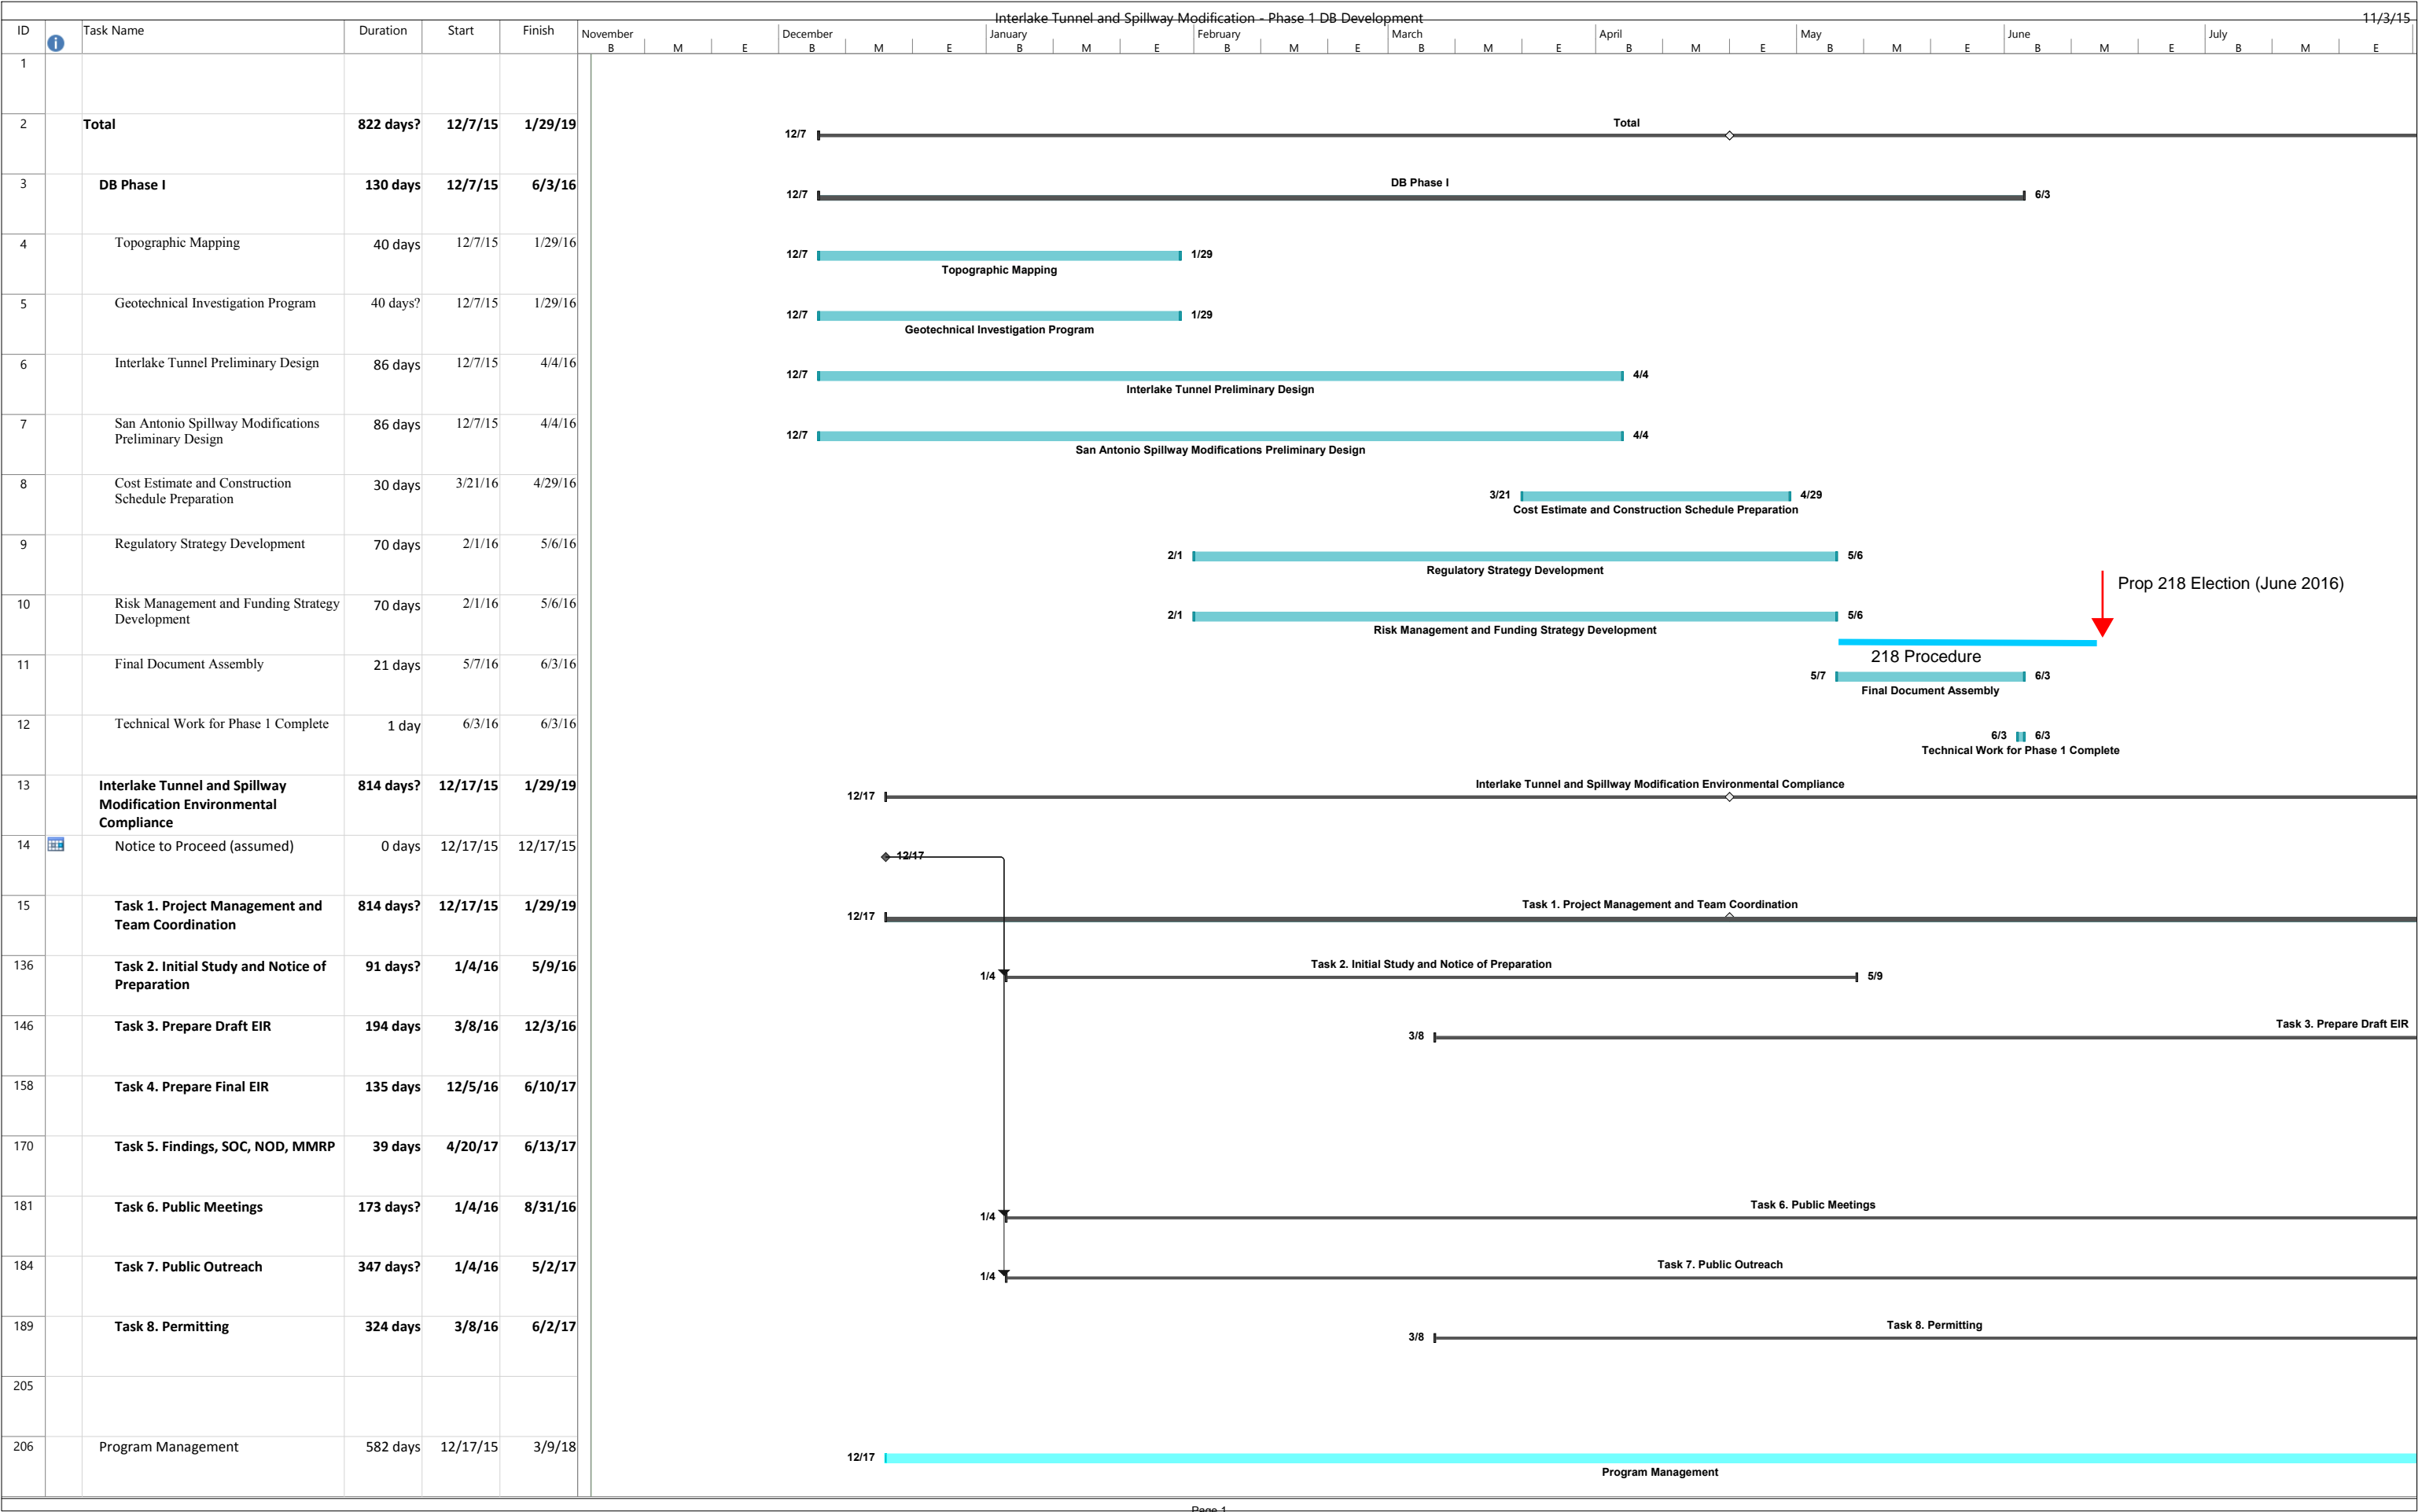 Interlake Tunnel and Spillway Modification - Phase 1 DB Development 11/3/15
ID Task Name Duration Start Finish November December January February March April May June July
B M E B M E B M E B M E B M E B M E B M E B M E B M E
1
2 Total 822 days? 12/7/15 1/29/19 12/7 Total
3 DB Phase I 130 days 12/7/15 6/3/16 12/7 DB Phase I 6/3
4 Topographic Mapping 40 days 12/7/15 1/29/16 12/7 1/29
Topographic Mapping
5 Geotechnical Investigation Program 40 days? 12/7/15 1/29/16 12/7 1/29
Geotechnical Investigation Program
6 Interlake Tunnel Preliminary Design 86 days 12/7/15 4/4/16 12/7 4/4
Interlake Tunnel Preliminary Design
7 San Antonio Spillway Modifications 86 days 12/7/15 4/4/16
Preliminary Design 12/7 4/4
San Antonio Spillway Modifications Preliminary Design
8 Cost Estimate and Construction 30 days 3/21/16 4/29/16
Schedule Preparation 3/21 4/29
Cost Estimate and Construction Schedule Preparation
9 Regulatory Strategy Development 70 days 2/1/16 5/6/16 2/1 5/6
Regulatory Strategy Development
Prop 218 Election (June 2016)
10 Risk Management and Funding Strategy 70 days 2/1/16 5/6/16
Development 2/1 5/6
Risk Management and Funding Strategy Development
218 Procedure
11 Final Document Assembly 21 days 5/7/16 6/3/16 5/7 6/3
Final Document Assembly
12 Technical Work for Phase 1 Complete 1 day 6/3/16 6/3/16 6/3 6/3
Technical Work for Phase 1 Complete
13 Interlake Tunnel and Spillway 814 days? 12/17/15 1/29/19 Interlake Tunnel and Spillway Modification Environmental Compliance
Modification Environmental 12/17
Compliance
14 Notice to Proceed (assumed) 0 days 12/17/15 12/17/15 12/17
15 Task 1. Project Management and 814 days? 12/17/15 1/29/19 Task 1. Project Management and Team Coordination
Team Coordination 12/17
136 Task 2. Initial Study and Notice of 91 days? 1/4/16 5/9/16 Task 2. Initial Study and Notice of Preparation
Preparation 1/4 5/9
146 Task 3. Prepare Draft EIR 194 days 3/8/16 12/3/16 3/8 Task 3. Prepare Draft EIR
158 Task 4. Prepare Final EIR 135 days 12/5/16 6/10/17
170 Task 5. Findings, SOC, NOD, MMRP 39 days 4/20/17 6/13/17
181 Task 6. Public Meetings 173 days? 1/4/16 8/31/16 1/4 Task 6. Public Meetings
184 Task 7. Public Outreach 347 days? 1/4/16 5/2/17 1/4 Task 7. Public Outreach
189 Task 8. Permitting 324 days 3/8/16 6/2/17 3/8 Task 8. Permitting
205
206 Program Management 582 days 12/17/15 3/9/18 12/17
Program Management
Page 1